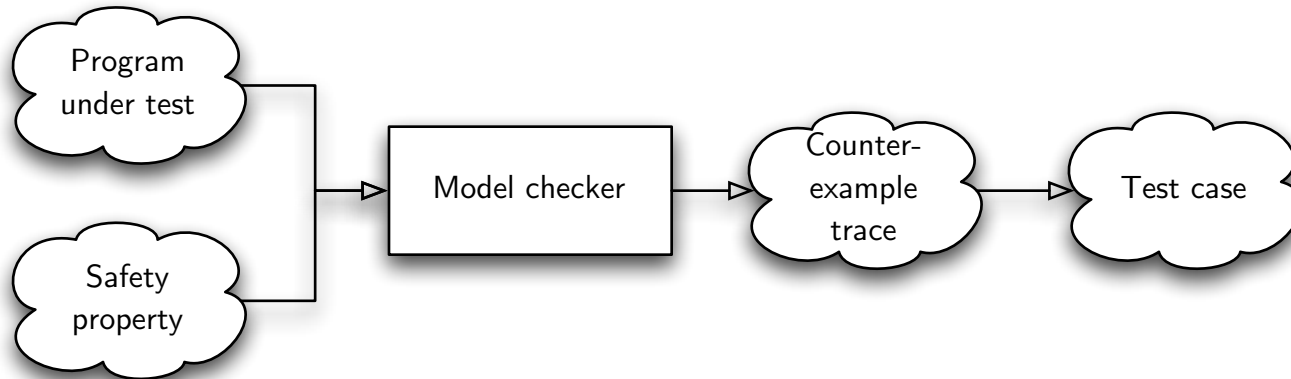 Program
under test
Safety
property
Model checker
Counter-
example
trace
Test case